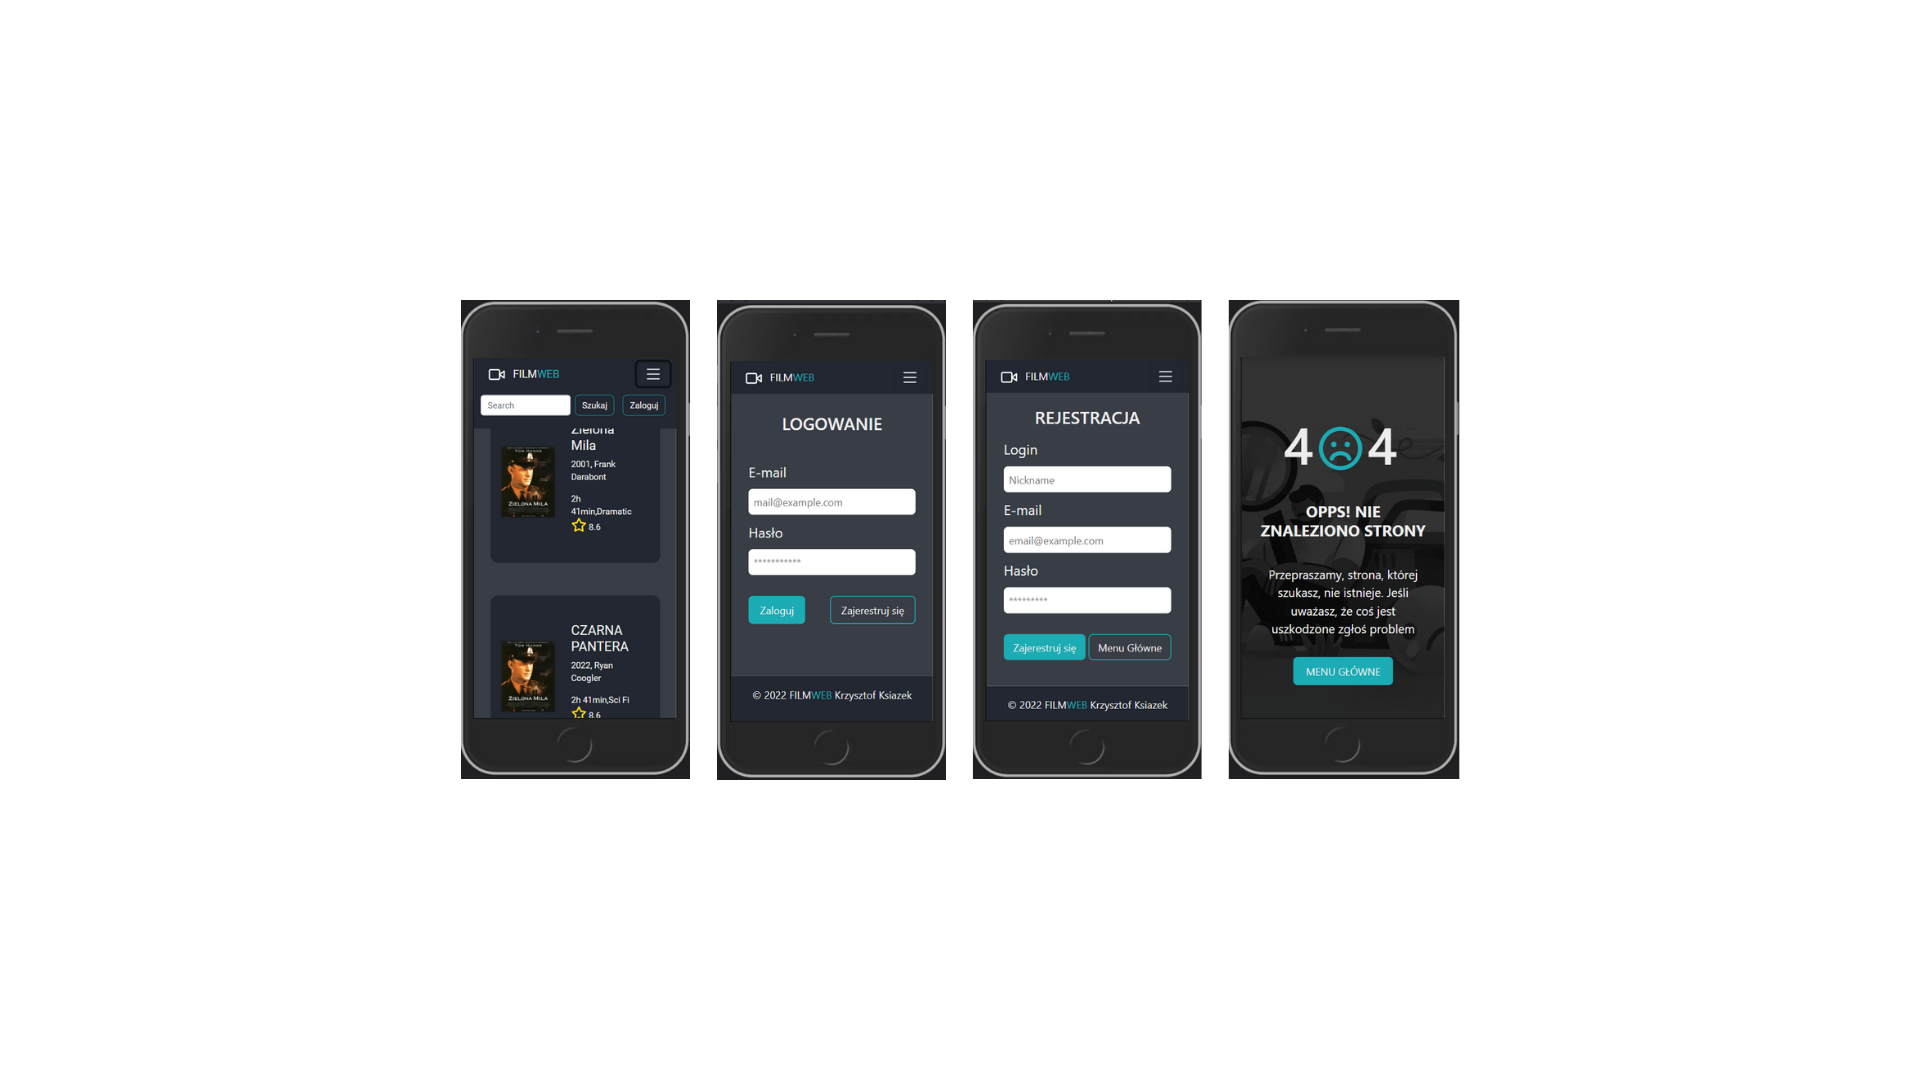 FILMWEB
Search
Szukaj
Zaloguj
Zielona
Mila
2001, Frank
Darabont
2h
41min,Dramatic
8.6
TOM HANKS
ZIELONA MILA
CZARNA
PANTERA
2022, Ryan
Coogler
2h 41min,Sci Fi
8.6
TOM HANKS
ZIELONA MILA
FILMWEB
LOGOWANIE
E-mail
mail@example.com
Hasło
***********
Zaloguj
Zajerestruj się
© 2022 FILMWEB Krzysztof Ksiazek
FILMWEB
REJESTRACJA
Login
Nickname
E-mail
email@example.com
Hasło
*********
Zajerestruj się
Menu Główne
© 2022 FILMWEB Krzysztof Ksiazek
4 4
OPPS! NIE
ZNALEZIONO STRONY
Przepraszamy, strona, której
szukasz, nie istnieje. Jeśli
uważasz, że coś jest
uszkodzone zgłoś problem
MENU GŁÓWNE